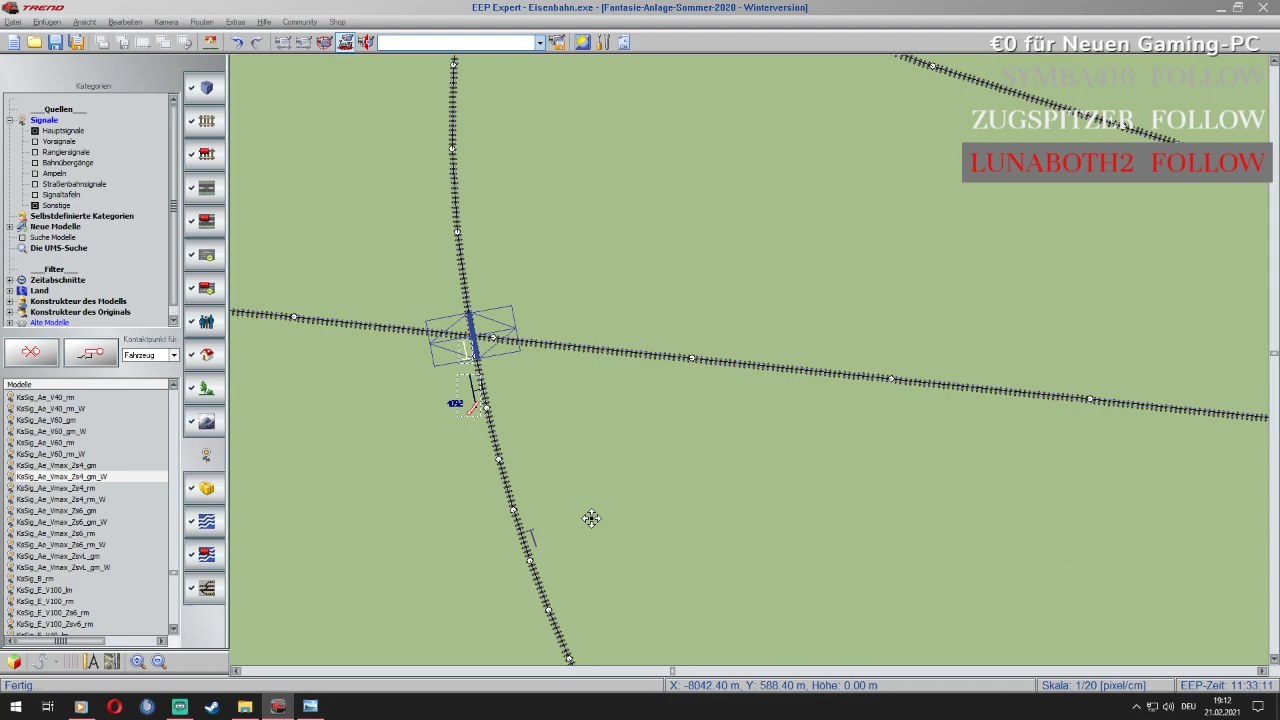 TREND
EEP Expert - Eisenbahn.exe - [Fantasie-Anlage-Sommer-2020 - Winterversion]
Datei Einfügen Ansicht Bearbeiten Kamera Routen Extras Hilfe Community Shop
€0 für Neuen Gaming-PC
SYMBA416 FOLLOW
ZUGSPITZER FOLLOW
LUNABOTH2 FOLLOW
Kategorien
___Quellen___
Signale
Hauptsignale
Vorsignale
Rangiersignale
Bahnübergänge
Ampeln
Straßenbahnsignale
Signaltafeln
Sonstige
Selbstdefinierte Kategorien
Neue Modelle
Suche Modelle
Die UMS-Suche
___Filter___
Zeitabschnitte
Land
Konstrukteur des Modells
Konstrukteur des Originals
Alte Modelle
Kontaktpunkt für
Fahrzeug
Modelle
KsSig_Ae_V40_rm
KsSig_Ae_V40_rm_W
KsSig_Ae_V60_gm
KsSig_Ae_V60_gm_W
KsSig_Ae_V60_rm
KsSig_Ae_V60_rm_W
KsSig_Ae_Vmax_Zs4_gm
KsSig_Ae_Vmax_Zs4_gm_W
KsSig_Ae_Vmax_Zs4_rm
KsSig_Ae_Vmax_Zs4_rm_W
KsSig_Ae_Vmax_Zs6_gm
KsSig_Ae_Vmax_Zs6_gm_W
KsSig_Ae_Vmax_Zs6_rm
KsSig_Ae_Vmax_Zs6_rm_W
KsSig_Ae_Vmax_ZsvL_gm
KsSig_Ae_Vmax_ZsvL_gm_W
KsSig_B_rm
KsSig_E_V100_lm
KsSig_E_V100_rm
KsSig_E_V100_Zs6_rm
KsSig_E_V100_Zsv6_rm
1092
Fertig...
X: -8042.40 m, Y: 588.40 m, Höhe: 0.00 m
Skala: 1/20 [pixel/cm]
EEP-Zeit: 11:33:11
DEU
19:12
21.02.2021